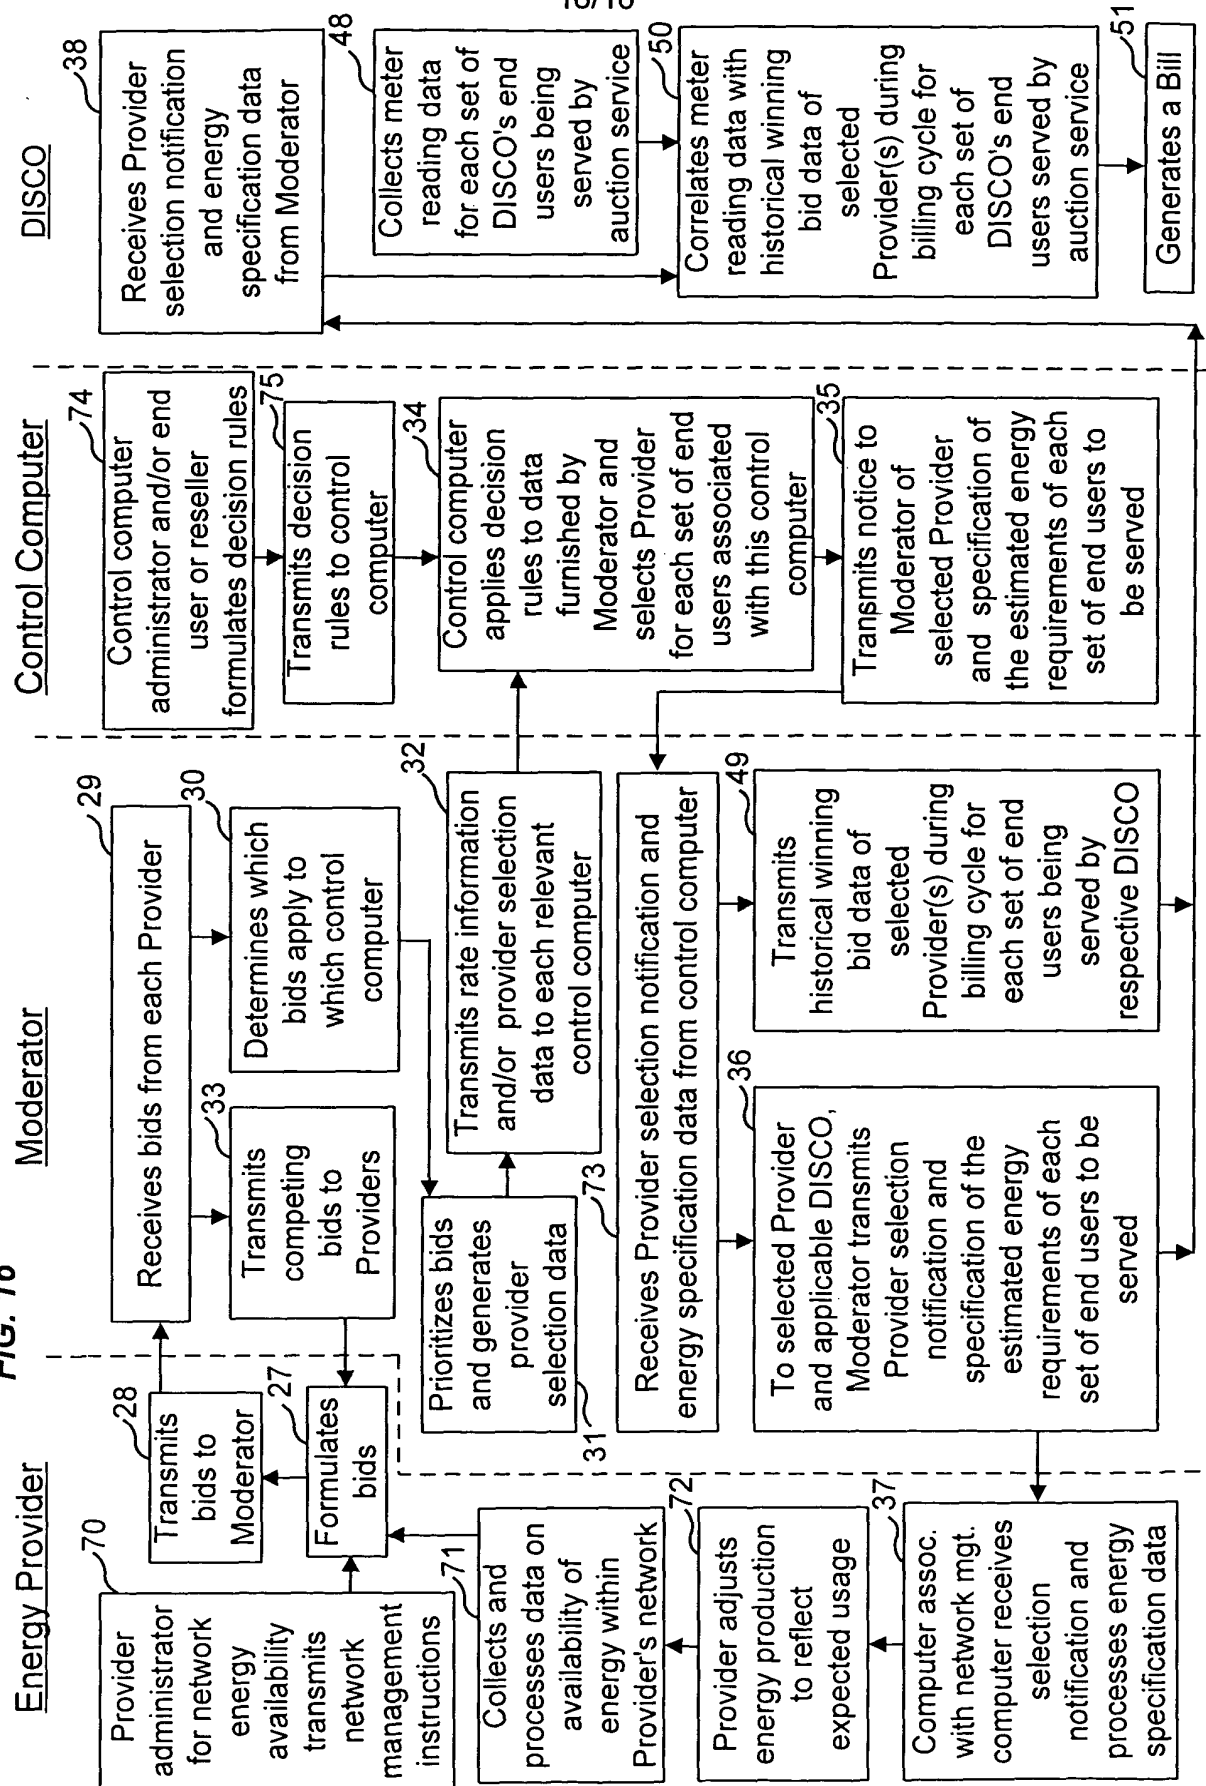 16/18
FIG. 16
Energy Provider
70
Provider
administrator
for network
energy
availability
transmits
network
management
instructions
28
Transmits
bids to
Moderator
27
Formulates
bids
71
Collects and
processes data on
availability of
energy within
Provider's network
72
Provider adjusts
energy production
to reflect
expected usage
37
Computer assoc.
with network mgt.
computer receives
selection
notification and
processes energy
specification data
Moderator
29
Receives bids from each Provider
33
Transmits
competing
bids to
Providers
30
Determines which
bids apply to
which control
computer
Prioritizes bids
and generates
provider
selection data
31
32
Transmits rate information
and/or provider selection
data to each relevant
control computer
73
Receives Provider selection notification and
energy specification data from control computer
36
To selected Provider
and applicable DISCO,
Moderator transmits
Provider selection
notification and
specification of the
estimated energy
requirements of each
set of end users to be
served
49
Transmits
historical winning
bid data of
selected
Provider(s) during
billing cycle for
each set of end
users being
served by
respective DISCO
Control Computer
74
Control computer
administrator and/or end
user or reseller
formulates decision rules
75
Transmits decision
rules to control
computer
34
Control computer
applies decision
rules to data
furnished by
Moderator and
selects Provider
for each set of end
users associated
with this control
computer
35
Transmits notice to
Moderator of
selected Provider
and specification of
the estimated energy
requirements of each
set of end users to
be served
DISCO
38
Receives Provider
selection notification
and energy
specification data
from Moderator
48
Collects meter
reading data
for each set of
DISCO's end
users being
served by
auction service
50
Correlates meter
reading data with
historical winning
bid data of
selected
Provider(s) during
billing cycle for
each set of
DISCO's end
users served by
auction service
51
Generates a Bill